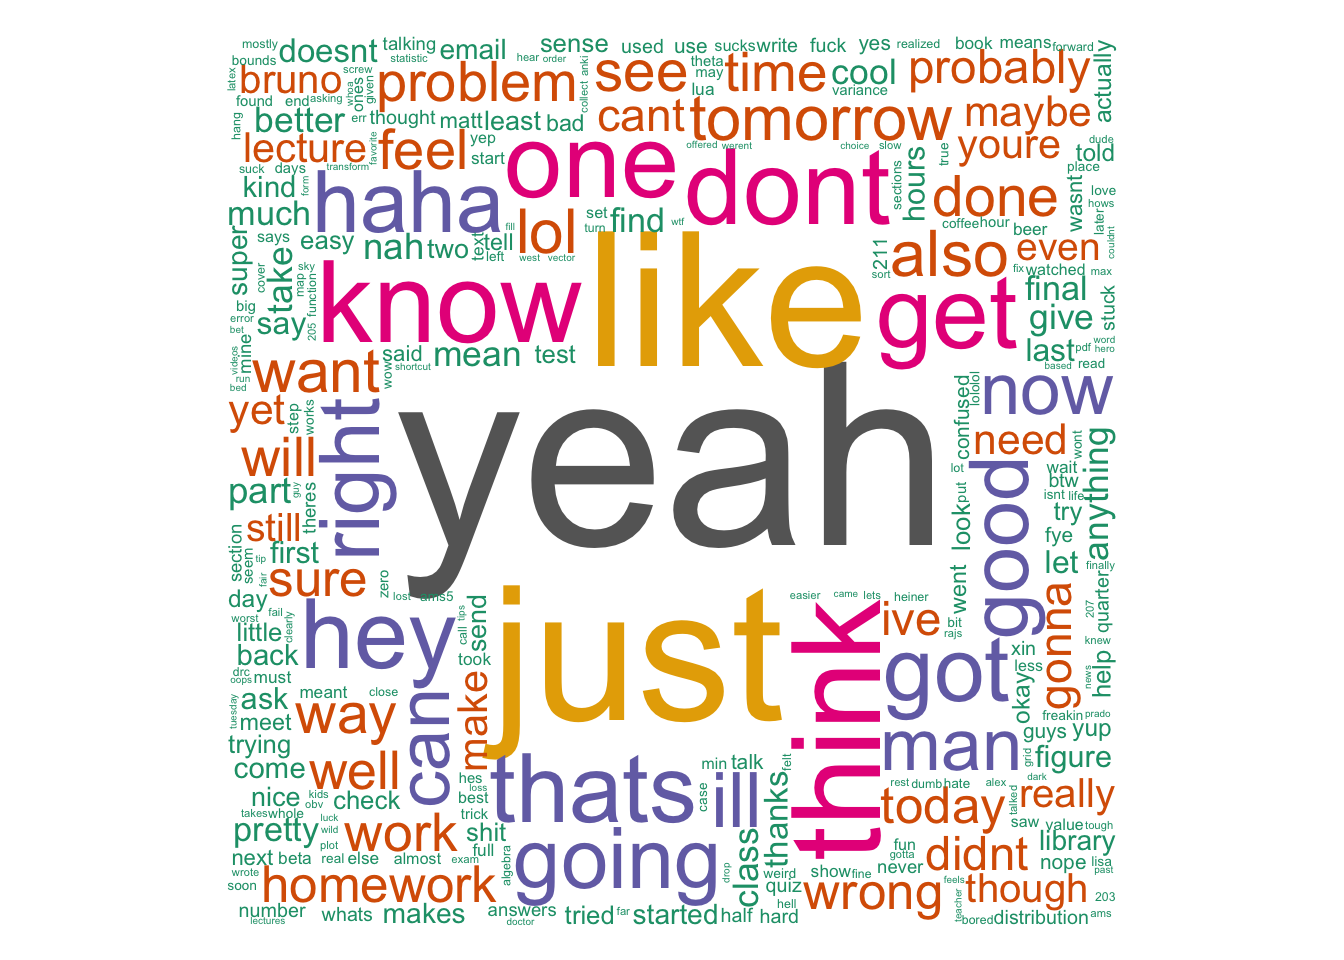 mostly
doesnt
talking
email
sense
used
use
sucks
write
fuck
yes
realized
book
means
forward
bounds
statistic
hear
order
latex
bruno
screw
problem
see
theta
time
cool
probably
actually
whoa
ones
given
anki
collect
may
lua
variance
found
end
asking
hang
better
err
thought
matt
least
bad
cant
tomorrow
maybe
lecture
favorite
feel
yep
start
one
offered
werent
dont
choice
slow
hours
true
youre
dude
told
suck
days
transform
form
kind
haha
sections
done
wasnt
place
love
hows
later
couldnt
much
lol
set
turn
find
wtf
fill
coffee
hour
beer
super
says
easy
nah
two
text
tell
left
west
vector
like
211
sort
also
even
take
cover
map
sky
function
know
get
fix
watched
max
big
final
stuck
error
bet
say
205
give
word
hero
mine
videos
run
bed
said
mean
test
last
pdf
based
read
want
wow
shortcut
yeah
confused
lololol
now
yet
step
works
right
need
will
lot
wont
wait
anything
part
guy
theres
put
good
btw
isnt
life
still
look
try
section
seem
first
tip
fair
fye
let
finally
sure
zero
went
day
lost
ams5
just
easier
came
lets
heiner
think
ive
gonna
quarter
207
worst
fail
clearly
hey
call
tips
send
bit
rajs
little
back
took
got
xin
less
knew
help
news
drc
oops
must
can
make
okay
tuesday
ask
meant
close
meet
way
man
freakin
prado
guys
yup
trying
grid
figure
come
well
hes
loss
thats
ill
min
talk
felt
rest
dumb
hate
alex
dark
nice
kids
obv
check
best
case
thanks
today
talked
really
takes
whole
luck
trick
saw
value
tough
pretty
wild
plot
work
shit
full
going
class
fun
gotta
didnt
library
next
beta
real
else
almost
exam
algebra
drop
weird
show
fine
never
nope
lisa
past
wrote
soon
homework
quiz
wrong
feels
though
203
number
lectures
whats
makes
answers
doctor
tried
far
started
half
hell
hard
teacher
bored
distribution
ams